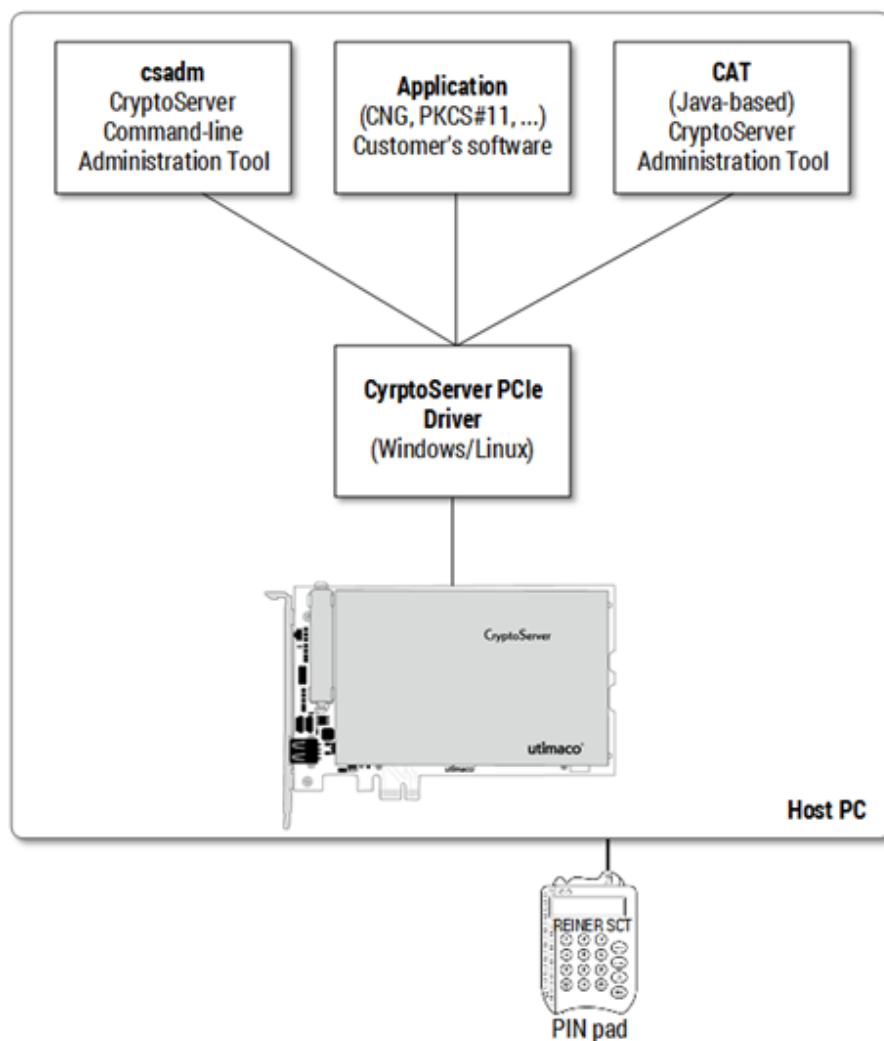 csadm
CryptoServer
Command-line
Administration Tool
Application
(CNG, PKCS#11, ...)
Customer's software
CAT
(Java-based)
CryptoServer
Administration Tool
CyrptoServer PCIe
Driver
(Windows/Linux)
CryptoServer
utimaco®
Host PC
REINER SCT
PIN pad